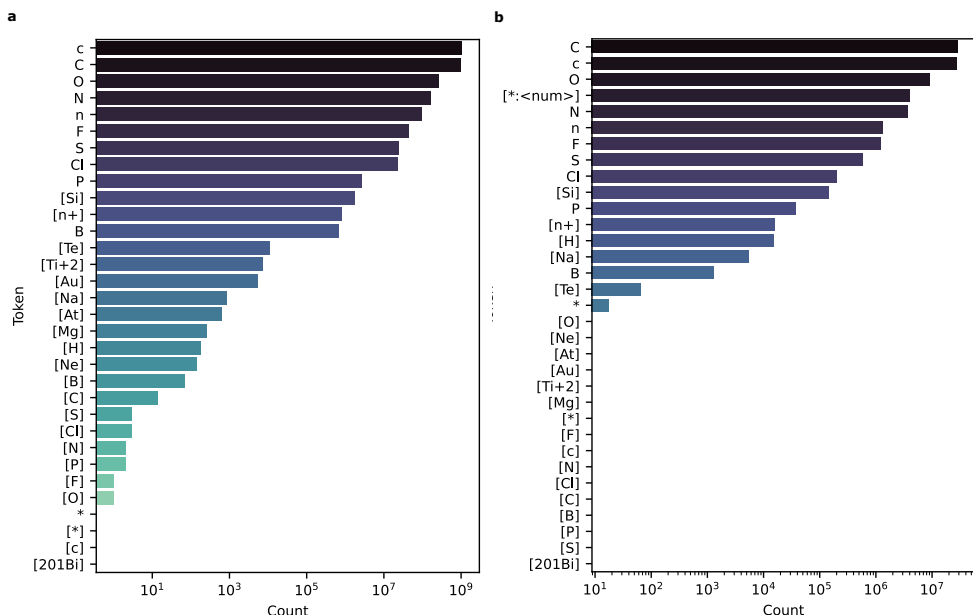 a
c
C
O
N
n
F
S
Cl
P
[Si]
[n+]
B
[Te]
[Ti+2]
[Au]
[Na]
[At]
[Mg]
[H]
[Ne]
[B]
[C]
[S]
[Cl]
[N]
[P]
[F]
[O]
*
[*]
[c]
[201Bi]
Token
10¹ 10³ 10⁵ 10⁷ 10⁹
Count
b
C
c
O
[*:<num>]
N
n
F
S
Cl
[Si]
P
[n+]
[H]
[Na]
B
[Te]
*
[O]
[Ne]
[At]
[Au]
[Ti+2]
[Mg]
[*]
[F]
[c]
[N]
[Cl]
[C]
[B]
[P]
[S]
[201Bi]
10¹ 10² 10³ 10⁴ 10⁵ 10⁶ 10⁷
Count